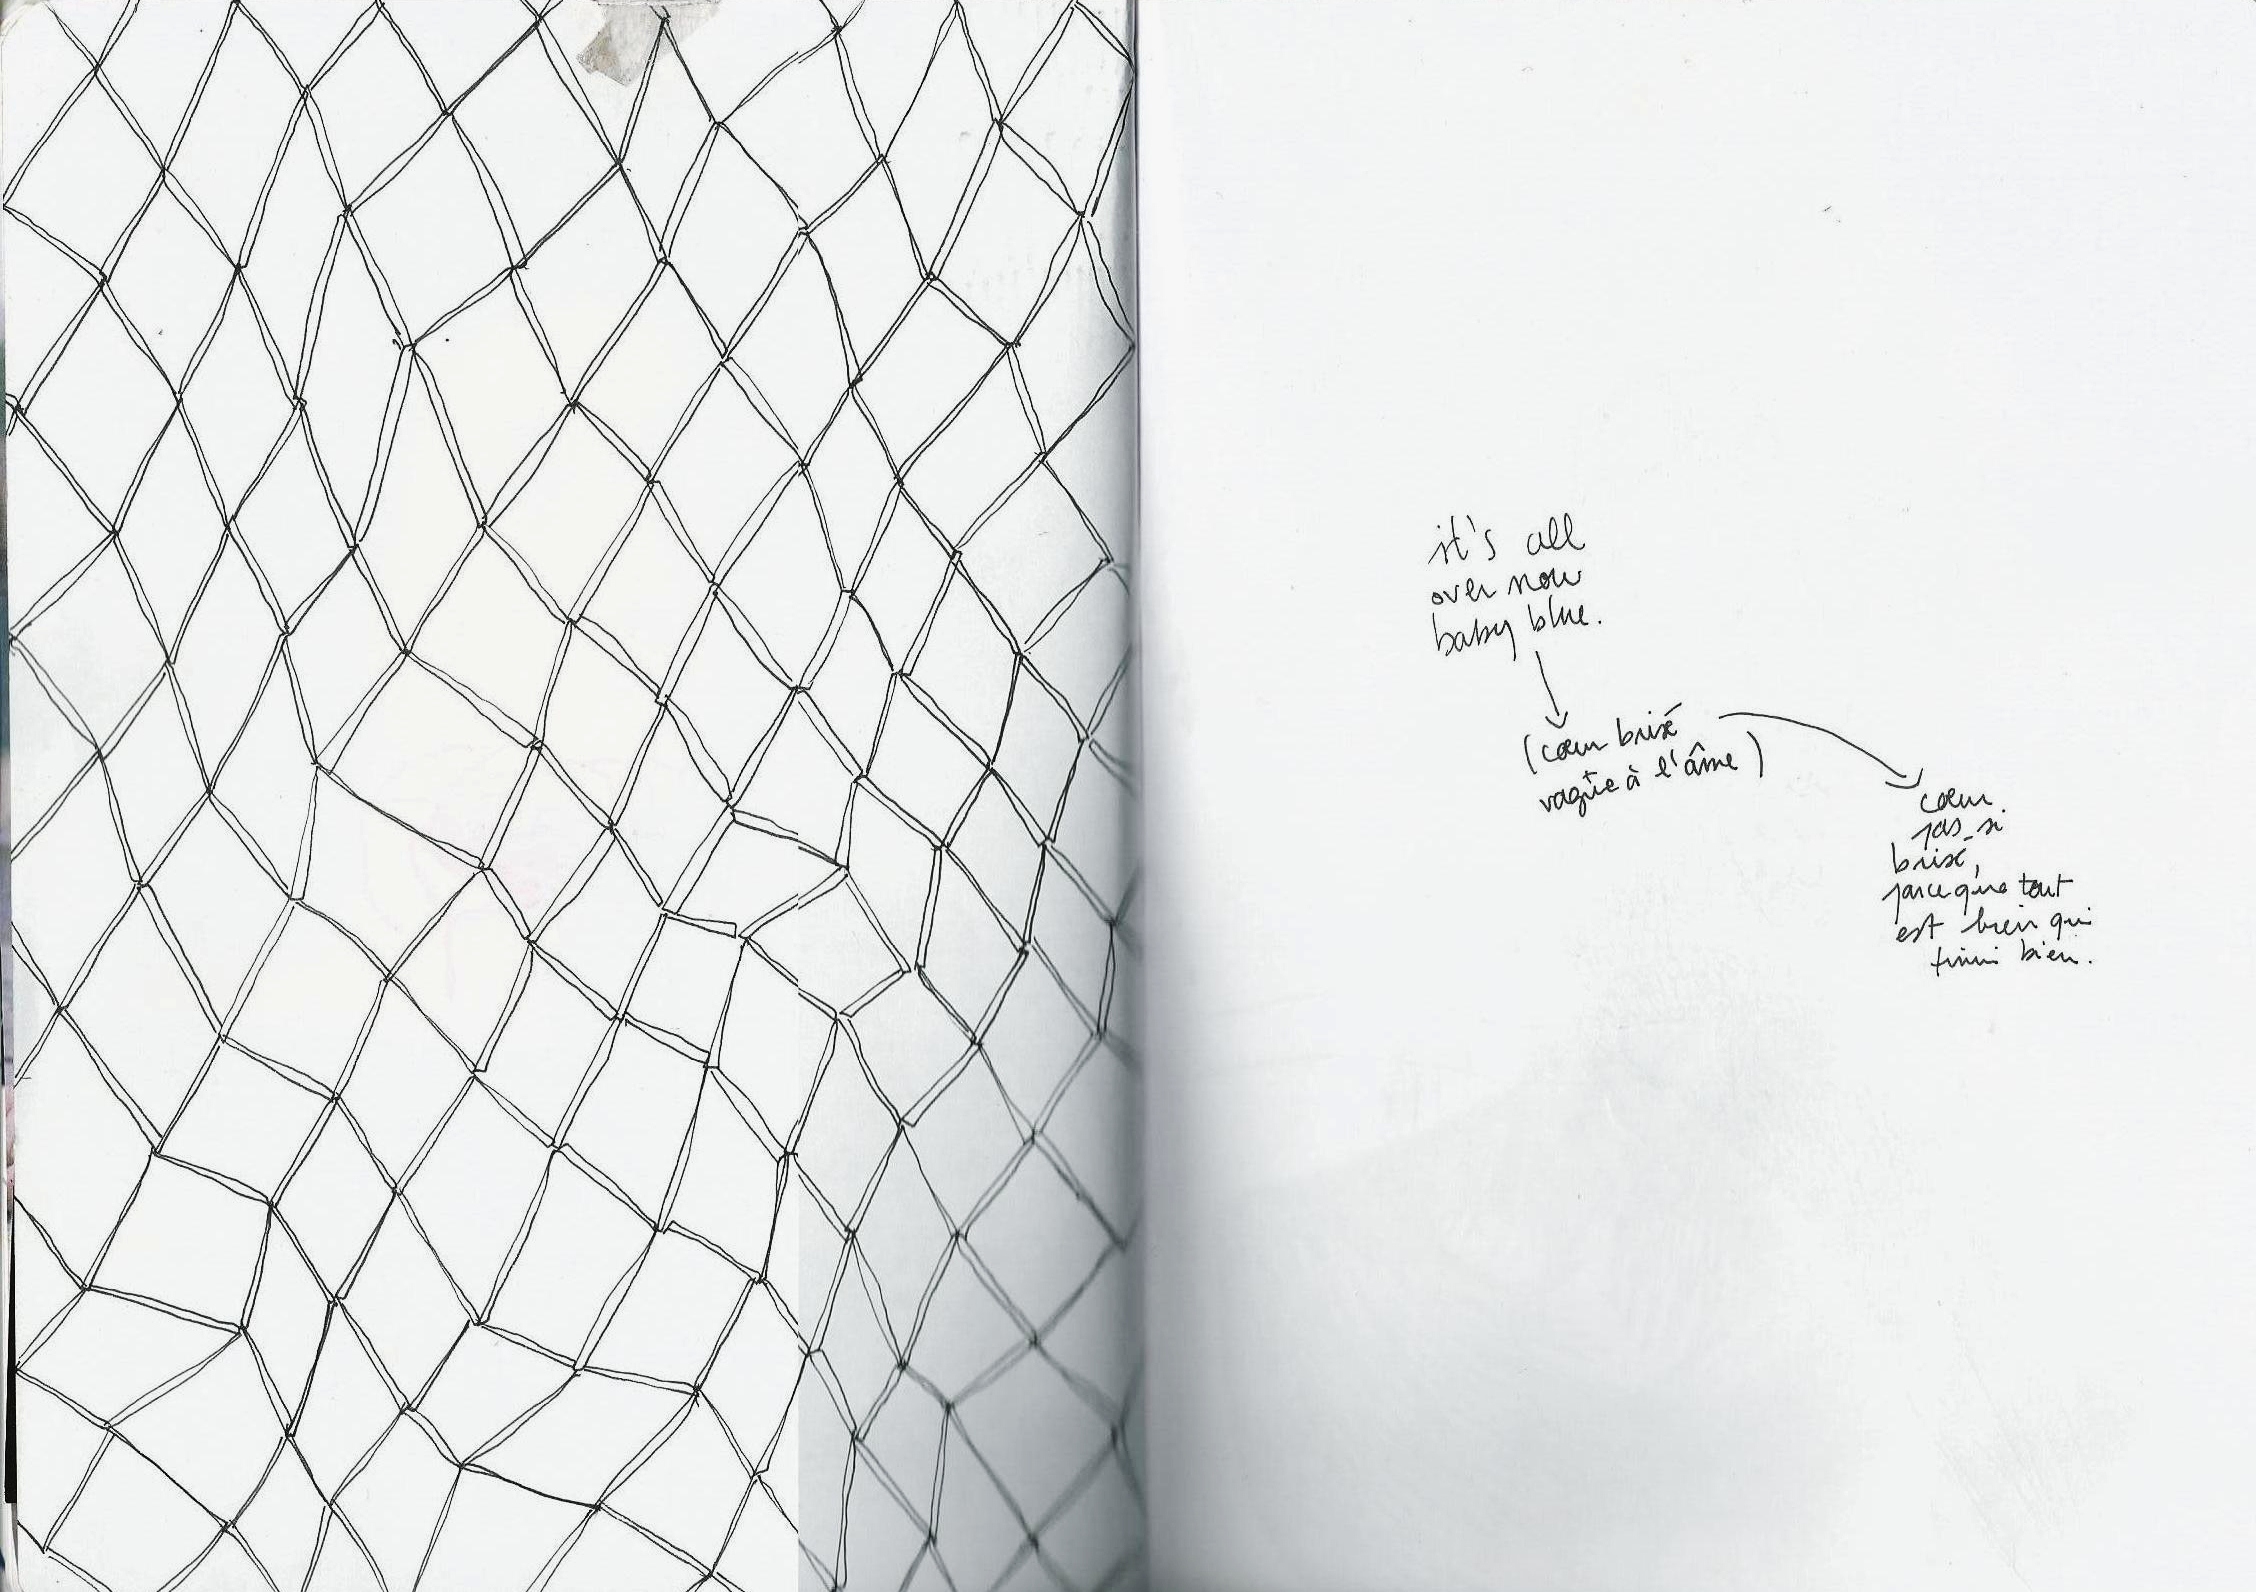 it's all
over now
baby blue.
(cœur brisé
vague à l'âme)
cœur
pas si
brisé,
parce que tout
est bien qui
fini bien.